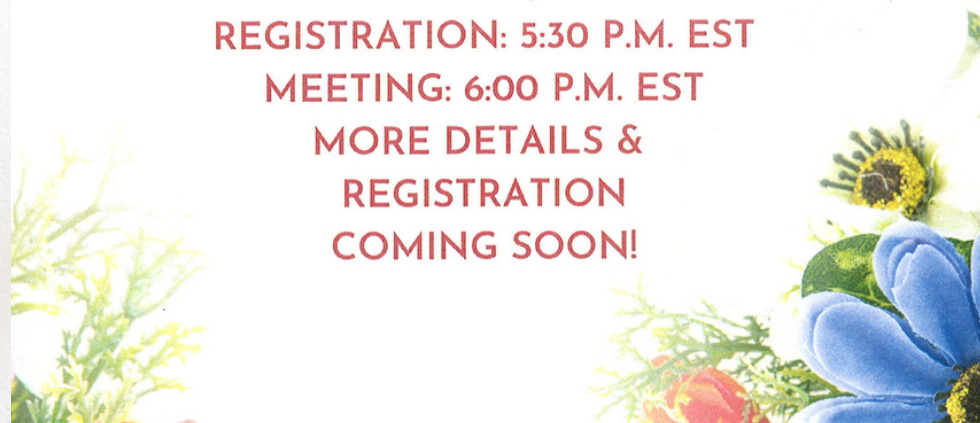 REGISTRATION: 5:30 P.M. EST
MEETING: 6:00 P.M. EST
MORE DETAILS &
REGISTRATION
COMING SOON!